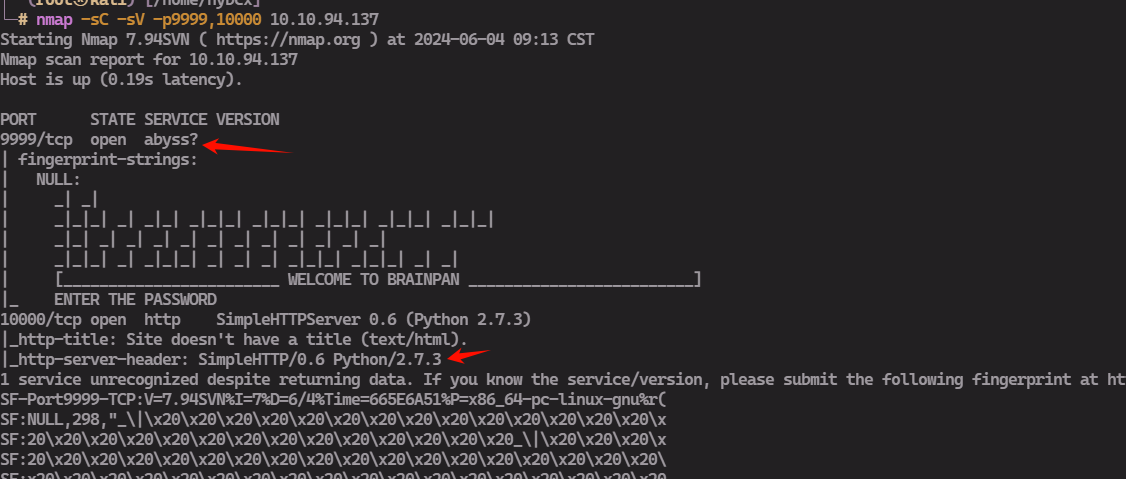 (root㉿kali) [/home/hyDcx]
└─# nmap -sC -sV -p9999,10000 10.10.94.137
Starting Nmap 7.94SVN ( https://nmap.org ) at 2024-06-04 09:13 CST
Nmap scan report for 10.10.94.137
Host is up (0.19s latency).
PORT      STATE SERVICE VERSION
9999/tcp  open  abyss?
| fingerprint-strings:
|   NULL:
|     _| _|
|     _|_|_| _| _|_| _|_|_| _|_|_| _|_|_| _|_|_| _|_|_|
|     _|_| _| _| _| _| _| _| _| _| _| _| _|
|     _|_|_| _| _|_|_| _| _| _| _|_|_| _|_|_| _| _|
|     [________________________ WELCOME TO BRAINPAN _________________________]
|_    ENTER THE PASSWORD
10000/tcp open  http    SimpleHTTPServer 0.6 (Python 2.7.3)
|_http-title: Site doesn't have a title (text/html).
|_http-server-header: SimpleHTTP/0.6 Python/2.7.3
1 service unrecognized despite returning data. If you know the service/version, please submit the following fingerprint at ht
SF-Port9999-TCP:V=7.94SVN%I=7%D=6/4%Time=665E6A51%P=x86_64-pc-linux-gnu%r(
SF:NULL,298,"_\|\x20\x20\x20\x20\x20\x20\x20\x20\x20\x20\x20\x20\x20\x20\x
SF:20\x20\x20\x20\x20\x20\x20\x20\x20\x20\x20\x20\x20_\|\x20\x20\x20\x20\x
SF:20\x20\x20\x20\x20\x20\x20\x20\x20\x20\x20\x20\x20\x20\x20\x20\x20\x20\